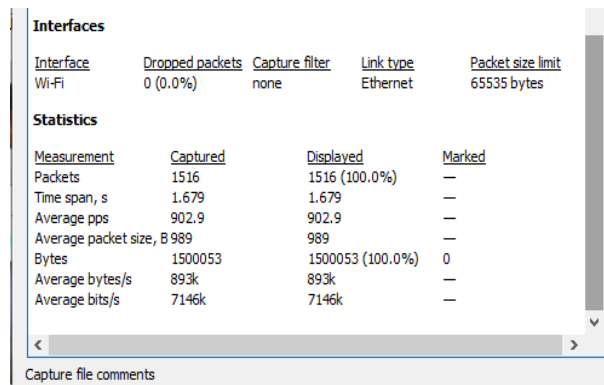 Interfaces
Interface Dropped packets Capture filter Link type Packet size limit
Wi-Fi 0 (0.0%) none Ethernet 65535 bytes
Statistics
Measurement Captured Displayed Marked
Packets 1516 1516 (100.0%) —
Time span, s 1.679 1.679 —
Average pps 902.9 902.9 —
Average packet size, B 989 989 —
Bytes 1500053 1500053 (100.0%) 0
Average bytes/s 893k 893k —
Average bits/s 7146k 7146k —
Capture file comments